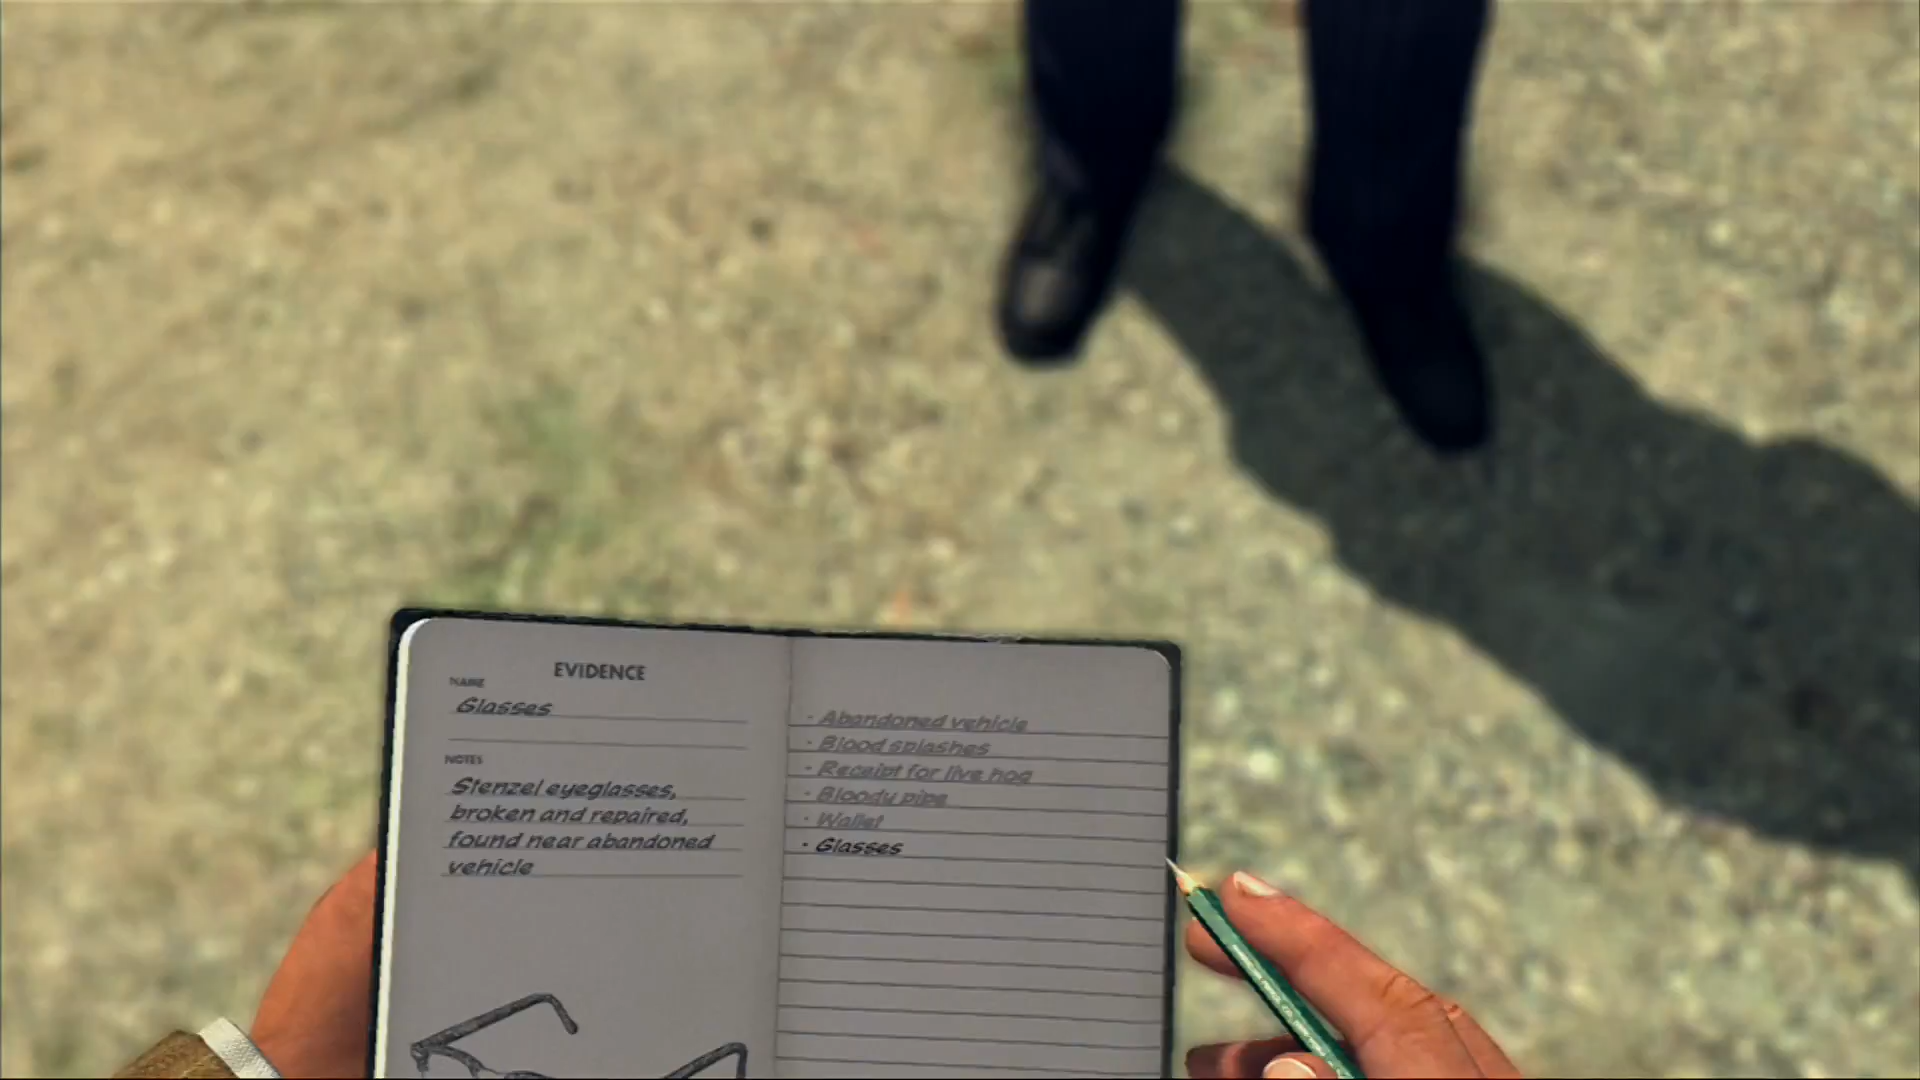 EVIDENCE
NAME
Glasses
NOTES
Stenzel eyeglasses,
broken and repaired,
found near abandoned
vehicle
· Abandoned vehicle
· Blood splashes
· Receipt for live hog
· Bloody pipe
· Wallet
· Glasses